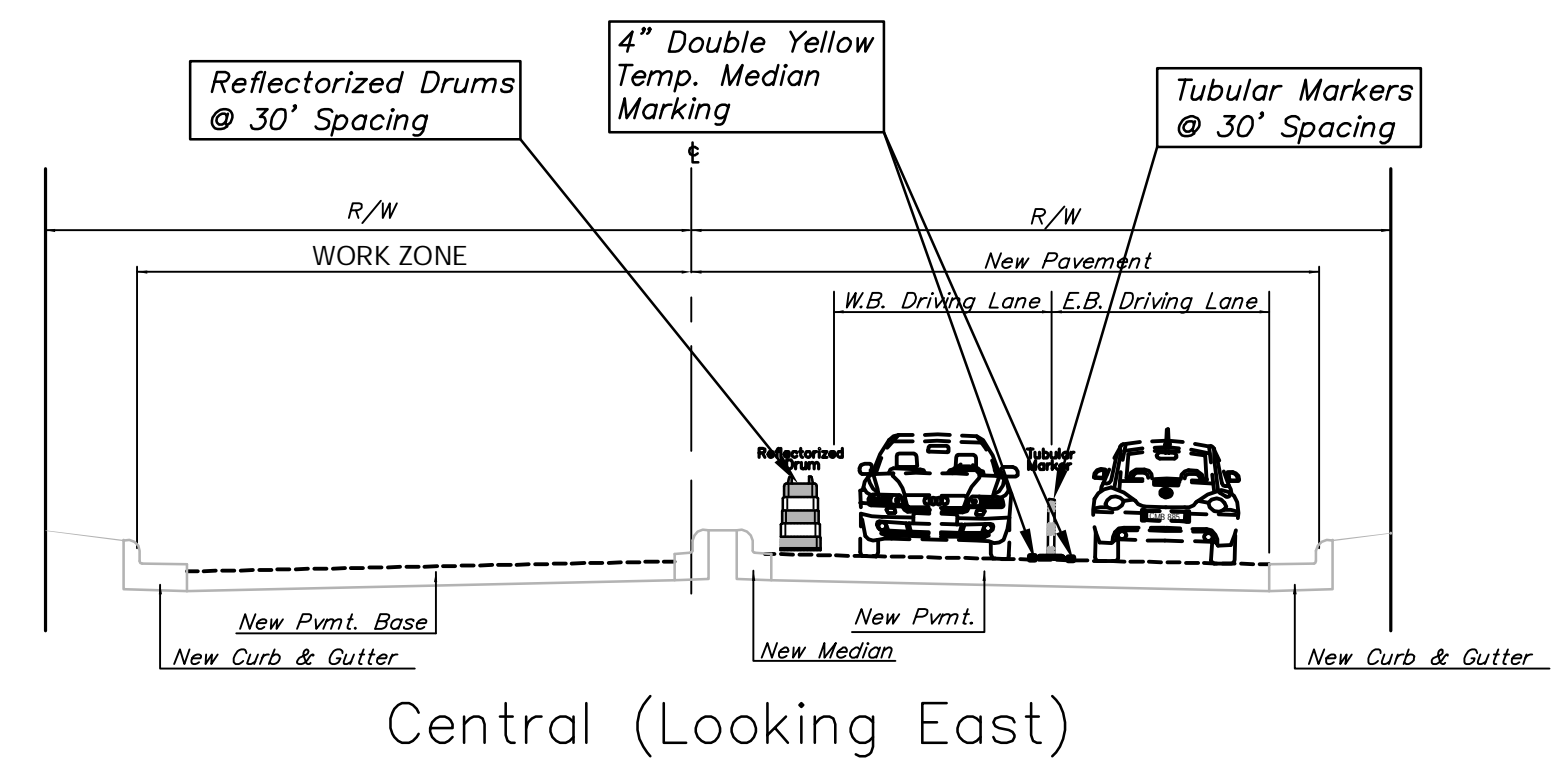 4” Double Yellow
Temp. Median
Marking
Reflectorized Drums
@ 30’ Spacing
Tubular Markers
@ 30’ Spacing
℄
R/W
R/W
WORK ZONE
New Pavement
W.B. Driving Lane
E.B. Driving Lane
Reflectorized
Drum
Tubular
Marker
New Pvmt. Base
New Pvmt.
New Curb & Gutter
New Median
New Curb & Gutter
Central (Looking East)